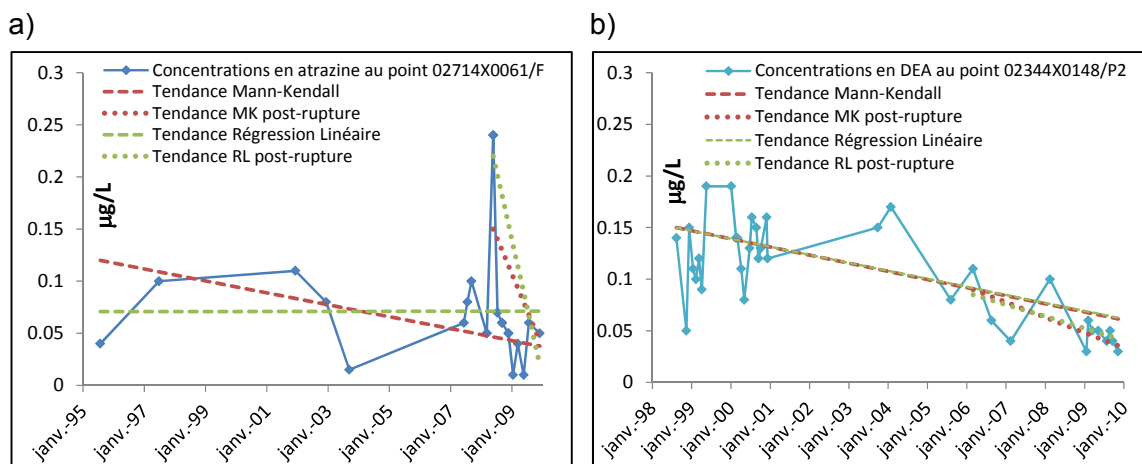 a)
0.3
0.25
0.2
0.15
0.1
0.05
0
µg/L
Concentrations en atrazine au point 02714X0061/F
Tendance Mann-Kendall
Tendance MK post-rupture
Tendance Régression Linéaire
Tendance RL post-rupture
janv.-95
janv.-97
janv.-99
janv.-01
janv.-03
janv.-05
janv.-07
janv.-09
b)
0.3
0.25
0.2
0.15
0.1
0.05
0
µg/L
Concentrations en DEA au point 02344X0148/P2
Tendance Mann-Kendall
Tendance MK post-rupture
Tendance Régression Linéaire
Tendance RL post-rupture
janv.-98
janv.-99
janv.-00
janv.-01
janv.-02
janv.-03
janv.-04
janv.-05
janv.-06
janv.-07
janv.-08
janv.-09
janv.-10